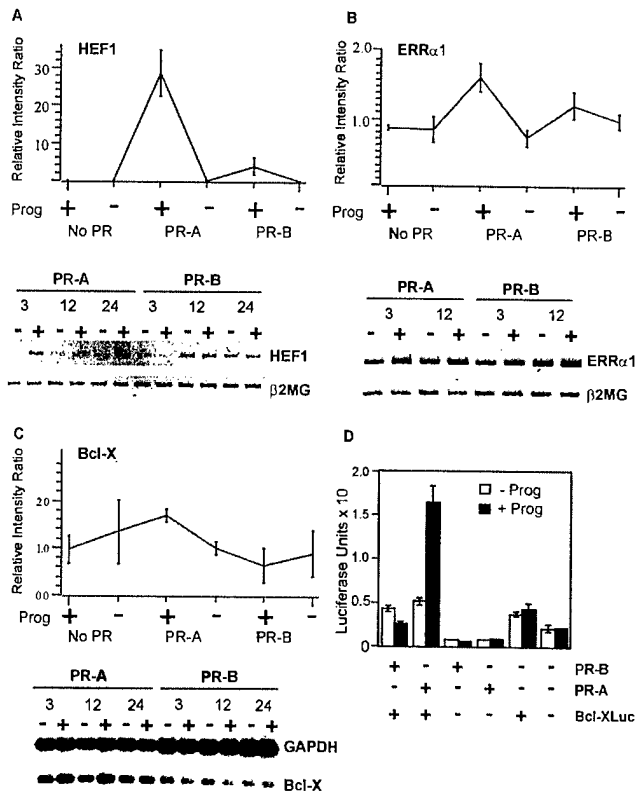 A
HEF1
Relative Intensity Ratio
30
20
10
Prog + - + - + -
No PR PR-A PR-B
PR-A PR-B
3 12 24 3 12 24
- + - + - + - + - + - +
HEF1
β2MG
B
ERRα1
Relative Intensity Ratio
2.0
1.0
Prog + - + - + -
No PR PR-A PR-B
PR-A PR-B
3 12 3 12
- + - + - + - +
ERRα1
β2MG
C
Bcl-X
Relative Intensity Ratio
20
1.0
0.0
Prog + - + - + -
No PR PR-A PR-B
PR-A PR-B
3 12 24 3 12 24
- + - + - + - + - + - +
GAPDH
Bcl-X
D
Luciferase Units x 10
2.0
1.5
1.0
0.5
0
- Prog
+ Prog
+ - + - - - PR-B
- + - + - - PR-A
+ + - - + - Bcl-XLuc